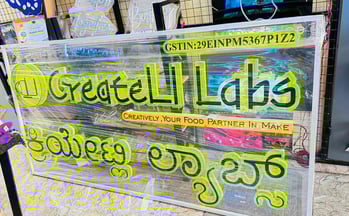 GSTIN:29EINPM5367P1Z2
CreateLI Labs
Creatively,Your Food Partner In Make
ಕ್ರಿಯೇಟ್ಲಿ ಲ್ಯಾಬ್ಸ್